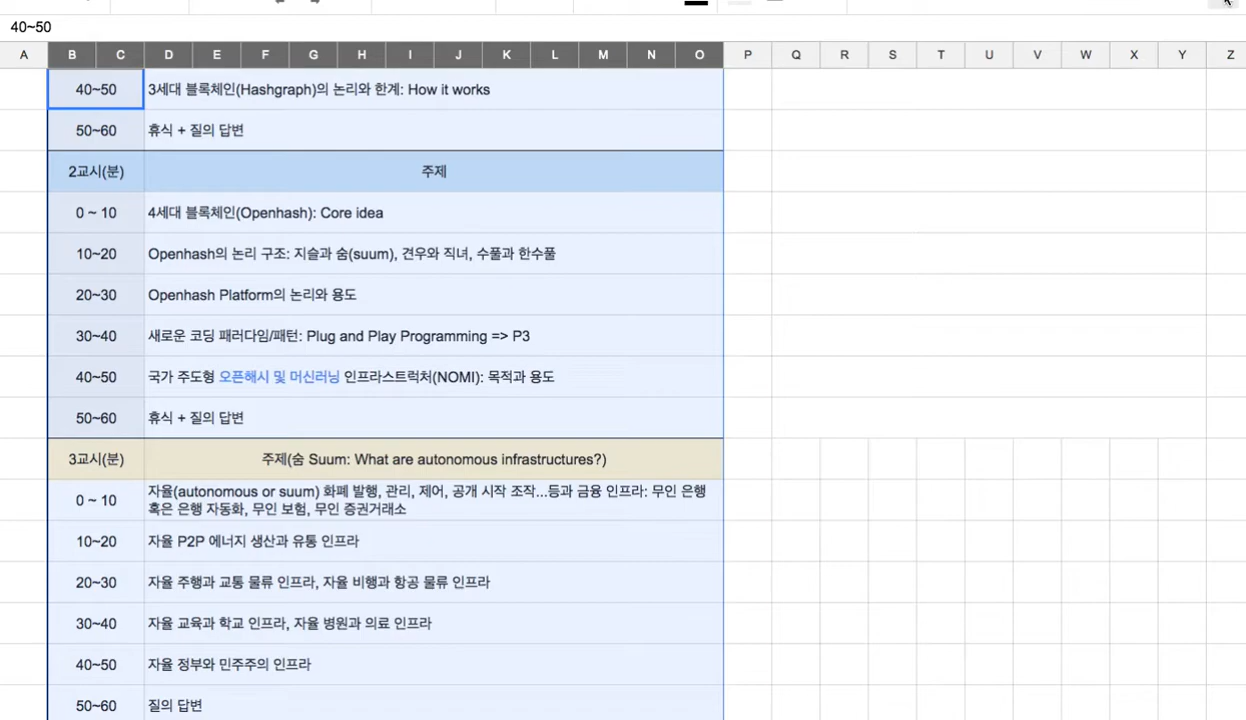 40~50
A B C D E F G H I J K L M N O P Q R S T U V W X Y Z
40~50 3세대 블록체인(Hashgraph)의 논리와 한계: How it works
50~60 휴식 + 질의 답변
2교시(분) 주제
0 ~ 10 4세대 블록체인(Openhash): Core idea
10~20 Openhash의 논리 구조: 지슬과 숨(suum), 견우와 직녀, 수풀과 한수풀
20~30 Openhash Platform의 논리와 용도
30~40 새로운 코딩 패러다임/패턴: Plug and Play Programming => P3
40~50 국가 주도형 오픈해시 및 머신러닝 인프라스트럭처(NOMI): 목적과 용도
50~60 휴식 + 질의 답변
3교시(분) 주제(숨 Suum: What are autonomous infrastructures?)
0 ~ 10 자율(autonomous or suum) 화폐 발행, 관리, 제어, 공개 시작 조작...등과 금융 인프라: 무인 은행
혹은 은행 자동화, 무인 보험, 무인 증권거래소
10~20 자율 P2P 에너지 생산과 유통 인프라
20~30 자율 주행과 교통 물류 인프라, 자율 비행과 항공 물류 인프라
30~40 자율 교육과 학교 인프라, 자율 병원과 의료 인프라
40~50 자율 정부와 민주주의 인프라
50~60 질의 답변